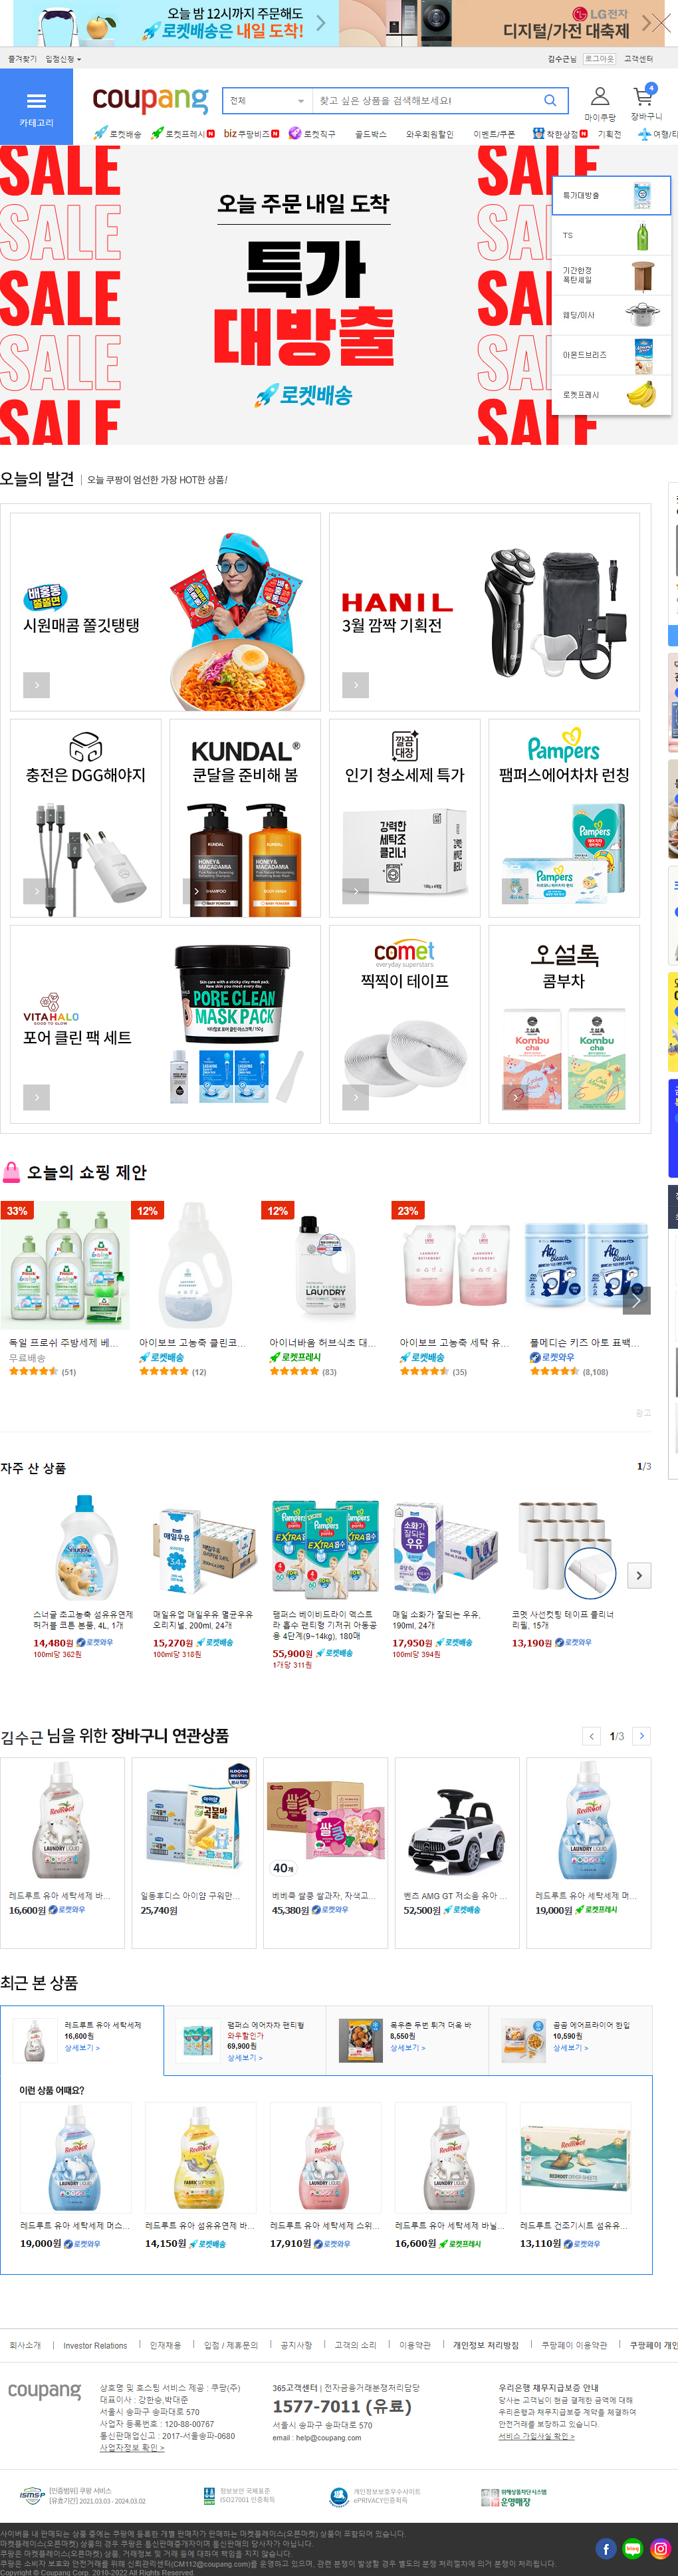 오늘 밤 12시까지 주문해도
로켓배송은 내일 도착!
LG전자
디지털/가전 대축제
즐겨찾기 입점신청
김수근님 로그아웃 고객센터
카테고리
coupang
전체
찾고 싶은 상품을 검색해보세요!
마이쿠팡
4
장바구니
로켓배송 로켓프레시 N biz 쿠팡비즈 N 로켓직구 골드박스 와우회원할인 이벤트/쿠폰 착한상점 N 기획전
SALE SALE
SALE SALE
SALE SALE
SALE SALE
SALE SALE
오늘 주문 내일 도착
특가
대방출
로켓배송
특가대방출
TS
기간한정
폭탄세일
웨딩/이사
아몬드브리즈
로켓프레시
오늘의 발견 | 오늘 쿠팡이 엄선한 가장 HOT한 상품!
배홍동
쫄쫄면
시원매콤 쫄깃탱탱
HANIL
3월 깜짝 기획전
충전은 DGG해야지
KUNDAL®
쿤달을 준비해 봄
KUNDAL
KUNDAL
HONEY &
MACADAMIA
HONEY &
MACADAMIA
SHAMPOO
BODY WASH
깔끔
대장
인기 청소세제 특가
강력한
세탁조
클리너
Pampers
팸퍼스에어차차 런칭
Pampers
Pampers
VITAHALO
GOOD TO GLOW
포어 클린 팩 세트
Skin care with a sticky clay mask pack.
PORE CLEAN
MASK PACK
comet
everyday superstars
찍찍이 테이프
오설록
콤부차
Kombu
cha
Kombu
cha
오늘의 쇼핑 제안
33%
독일 프로쉬 주방세제 베...
무료배송
(51)
12%
아이보브 고농축 클린코...
로켓배송
(12)
12%
LAUNDRY
아이너바움 허브식초 대...
로켓프레시
(83)
23%
아이보브 고농축 세탁 유...
로켓배송
(35)
Ato
Bleach
Ato
Bleach
폴메디슨 키즈 아토 표백...
로켓와우
(8,108)
광고
자주 산 상품
1/3
스너글 초고농축 섬유유연제
허거블 코튼 본품, 4L, 1개
14,480원 로켓와우
100ml당 362원
매일유업 매일우유 멸균우유
오리지널, 200ml, 24개
15,270원 로켓배송
100ml당 318원
팸퍼스 베이비드라이 엑스트
라 흡수 팬티형 기저귀 아동공
용 4단계(9~14kg), 180매
55,900원 로켓배송
1개당 311원
매일 소화가 잘되는 우유,
190ml, 24개
17,950원 로켓배송
100ml당 394원
코멧 사선컷팅 테이프 클리너
리필, 15개
13,190원 로켓와우
김수근 님을 위한 장바구니 연관상품
1/3
레드루트 유아 세탁세제 바...
16,600원 로켓와우
일동후디스 아이얌 구워만...
25,740원
40개
베베쿡 쌀콩 쌀과자, 자색고...
45,380원 로켓와우
벤츠 AMG GT 저소음 유아 ...
52,500원 로켓배송
레드루트 유아 세탁세제 머...
19,000원 로켓프레시
최근 본 상품
레드루트 유아 세탁세제
16,600원
상세보기 >
팸퍼스 에어차차 팬티형
와우할인가
69,900원
상세보기 >
목우촌 두번 튀겨 더욱 바
8,550원
상세보기 >
곰곰 에어프라이어 한입
10,590원
상세보기 >
이런 상품 어때요?
레드루트 유아 세탁세제 머스...
19,000원 로켓와우
레드루트 유아 섬유유연제 바...
14,150원 로켓배송
레드루트 유아 세탁세제 스위...
17,910원 로켓와우
레드루트 유아 세탁세제 바닐...
16,600원 로켓프레시
레드루트 건조기시트 섬유유...
13,110원 로켓와우
회사소개 | Investor Relations | 인재채용 | 입점 / 제휴문의 | 공지사항 | 고객의 소리 | 이용약관 | 개인정보 처리방침 | 쿠팡페이 이용약관 | 쿠팡페이 개인
coupang
상호명 및 호스팅 서비스 제공 : 쿠팡(주)
대표이사 : 강한승,박대준
서울시 송파구 송파대로 570
사업자 등록번호 : 120-88-00767
통신판매업신고 : 2017-서울송파-0680
사업자정보 확인 >
365고객센터 | 전자금융거래분쟁처리담당
1577-7011 (유료)
서울시 송파구 송파대로 570
email : help@coupang.com
우리은행 채무지급보증 안내
당사는 고객님이 현금 결제한 금액에 대해
우리은행과 채무지급보증 계약을 체결하여
안전거래를 보장하고 있습니다.
서비스 가입사실 확인 >
ISMS-P
[인증범위] 쿠팡 서비스
[유효기간] 2021.03.03 - 2024.03.02
정보보안 국제표준
ISO27001 인증획득
개인정보보호우수사이트
ePRIVACY인증획득
위해상품차단 시스템
운영매장
사이버몰 내 판매되는 상품 중에는 쿠팡에 등록한 개별 판매자가 판매하는 마켓플레이스(오픈마켓) 상품이 포함되어 있습니다.
마켓플레이스(오픈마켓) 상품의 경우 쿠팡은 통신판매중개자이며 통신판매의 당사자가 아닙니다.
쿠팡은 마켓플레이스(오픈마켓) 상품, 거래정보 및 거래 등에 대하여 책임을 지지 않습니다.
쿠팡은 소비자 보호와 안전거래를 위해 신뢰관리센터(CM112@coupang.com)를 운영하고 있으며, 관련 분쟁이 발생할 경우 별도의 분쟁 처리절차에 의거 분쟁이 처리됩니다.
Copyright © Coupang Corp. 2010-2022 All Rights Reserved.